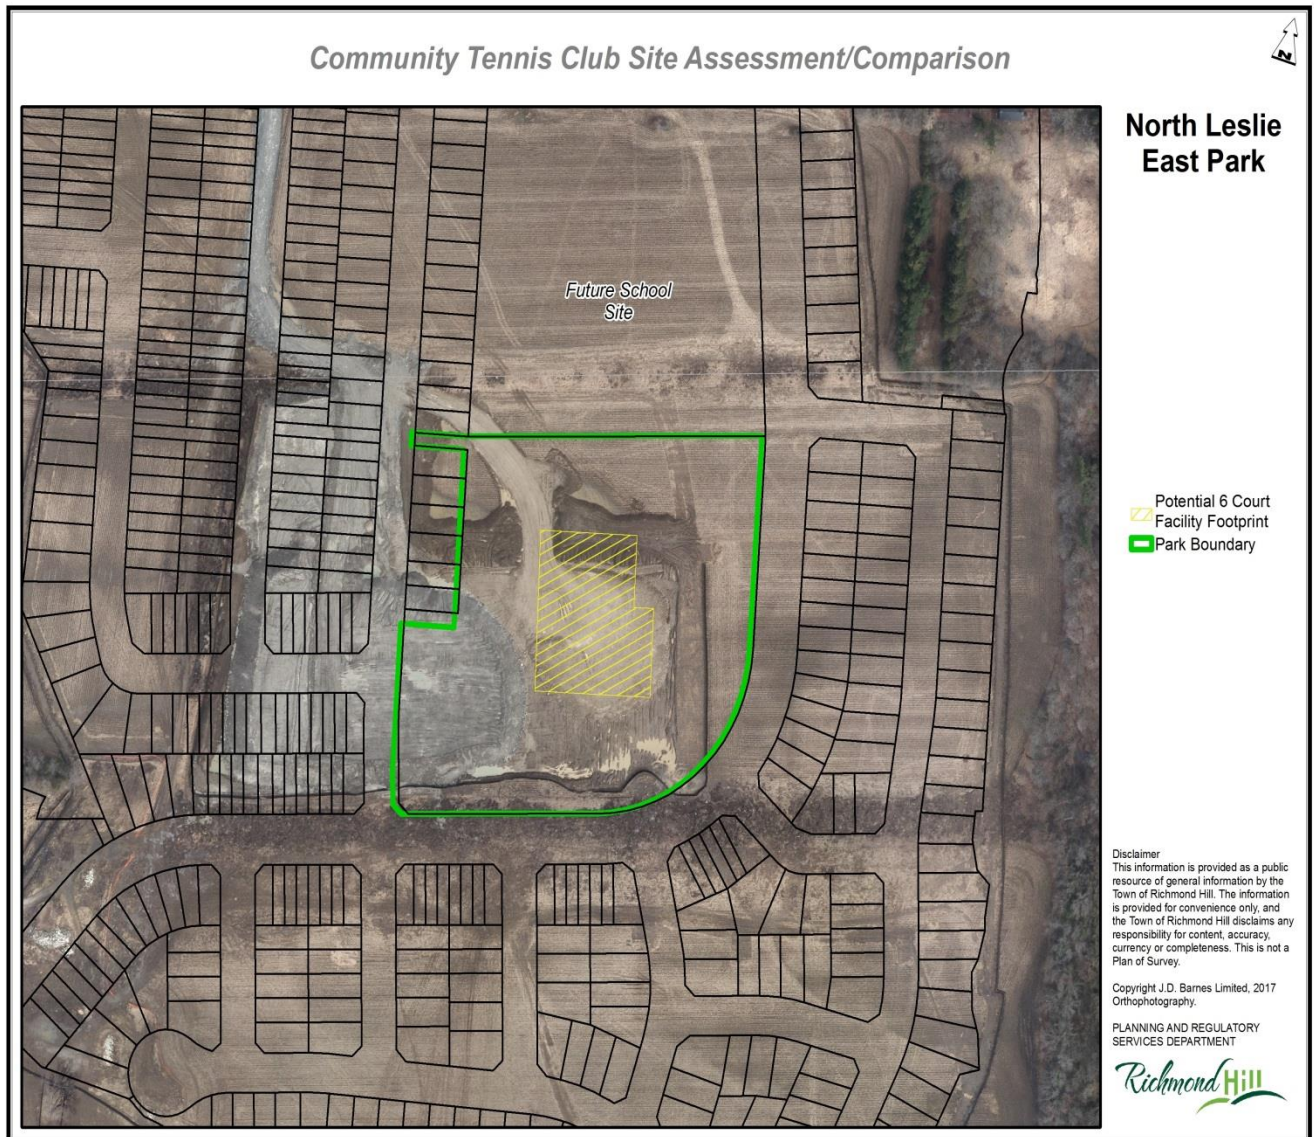 Community Tennis Club Site Assessment/Comparison
N
North Leslie
East Park
Future School
Site
Potential 6 Court
Facility Footprint
Park Boundary
Disclaimer
This information is provided as a public
resource of general information by the
Town of Richmond Hill. The information
is provided for convenience only, and
the Town of Richmond Hill disclaims any
responsibility for content, accuracy,
currency or completeness. This is not a
Plan of Survey.
Copyright J.D. Barnes Limited, 2017
Orthophotography.
PLANNING AND REGULATORY
SERVICES DEPARTMENT
Richmond Hill